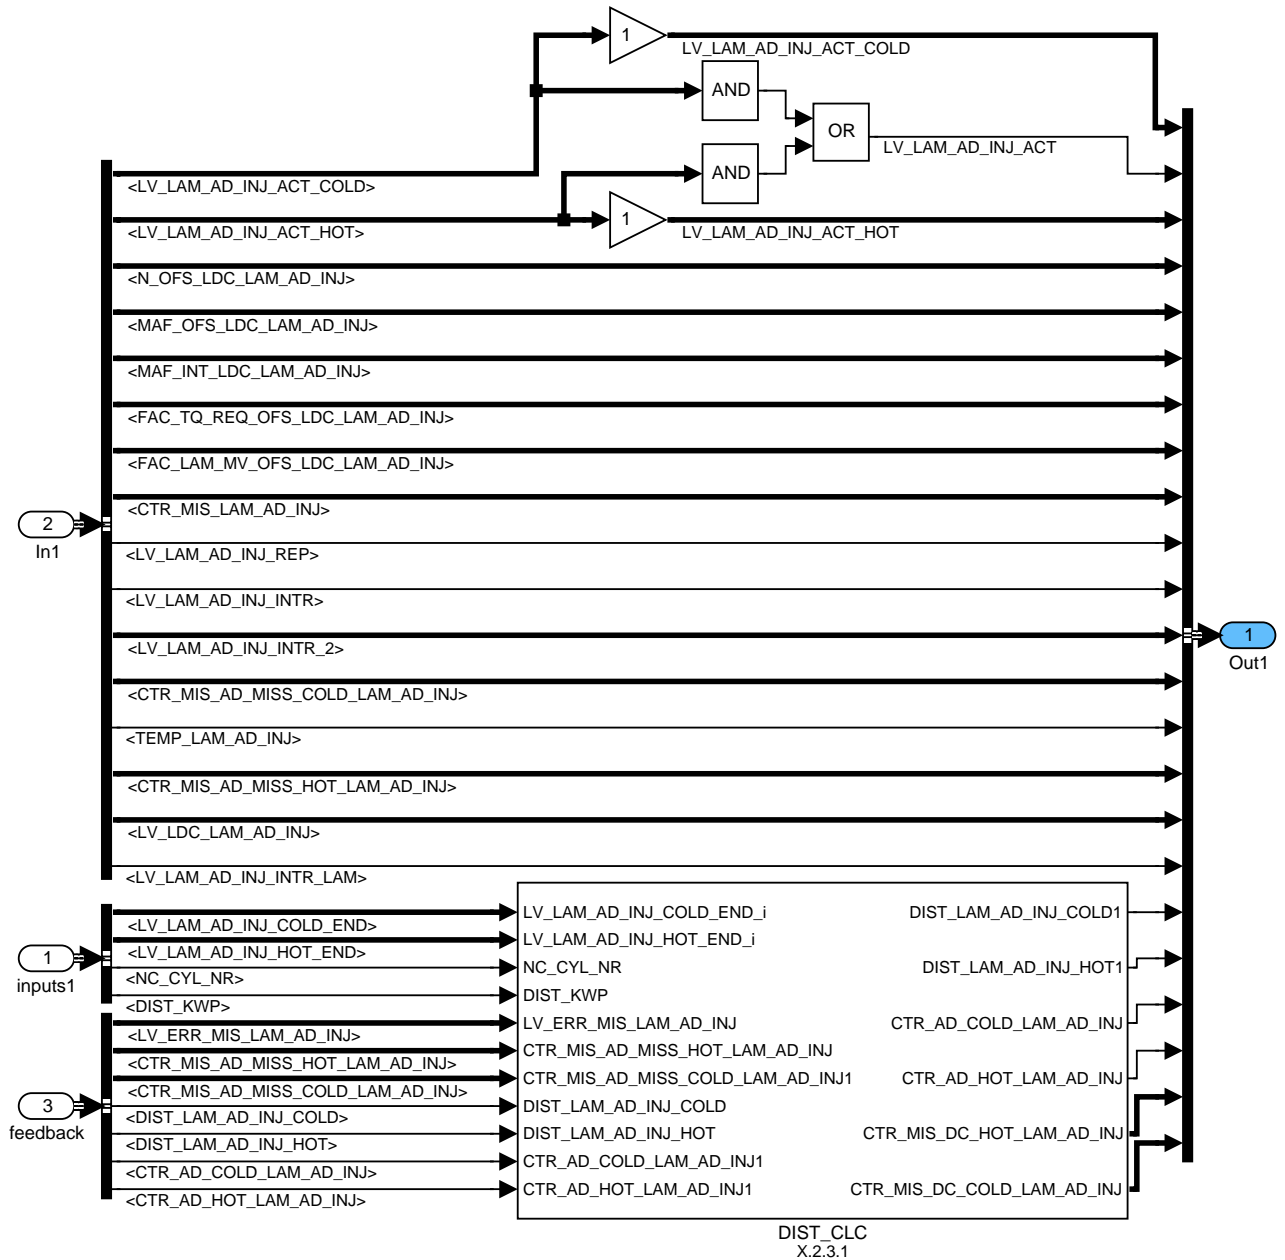 1
LV_LAM_AD_INJ_ACT_COLD
AND
OR
LV_LAM_AD_INJ_ACT
AND
<LV_LAM_AD_INJ_ACT_COLD>
1
<LV_LAM_AD_INJ_ACT_HOT>
LV_LAM_AD_INJ_ACT_HOT
<N_OFS_LDC_LAM_AD_INJ>
<MAF_OFS_LDC_LAM_AD_INJ>
<MAF_INT_LDC_LAM_AD_INJ>
<FAC_TQ_REQ_OFS_LDC_LAM_AD_INJ>
<FAC_LAM_MV_OFS_LDC_LAM_AD_INJ>
<CTR_MIS_LAM_AD_INJ>
2
In1
<LV_LAM_AD_INJ_REP>
<LV_LAM_AD_INJ_INTR>
<LV_LAM_AD_INJ_INTR_2>
1
Out1
<CTR_MIS_AD_MISS_COLD_LAM_AD_INJ>
<TEMP_LAM_AD_INJ>
<CTR_MIS_AD_MISS_HOT_LAM_AD_INJ>
<LV_LDC_LAM_AD_INJ>
<LV_LAM_AD_INJ_INTR_LAM>
<LV_LAM_AD_INJ_COLD_END>
<LV_LAM_AD_INJ_HOT_END>
1
inputs1
<NC_CYL_NR>
<DIST_KWP>
<LV_ERR_MIS_LAM_AD_INJ>
<CTR_MIS_AD_MISS_HOT_LAM_AD_INJ>
<CTR_MIS_AD_MISS_COLD_LAM_AD_INJ>
3
feedback
<DIST_LAM_AD_INJ_COLD>
<DIST_LAM_AD_INJ_HOT>
<CTR_AD_COLD_LAM_AD_INJ>
<CTR_AD_HOT_LAM_AD_INJ>
LV_LAM_AD_INJ_COLD_END_i
LV_LAM_AD_INJ_HOT_END_i
NC_CYL_NR
DIST_KWP
LV_ERR_MIS_LAM_AD_INJ
CTR_MIS_AD_MISS_HOT_LAM_AD_INJ
CTR_MIS_AD_MISS_COLD_LAM_AD_INJ1
DIST_LAM_AD_INJ_COLD
DIST_LAM_AD_INJ_HOT
CTR_AD_COLD_LAM_AD_INJ1
CTR_AD_HOT_LAM_AD_INJ1
DIST_LAM_AD_INJ_COLD1
DIST_LAM_AD_INJ_HOT1
CTR_AD_COLD_LAM_AD_INJ
CTR_AD_HOT_LAM_AD_INJ
CTR_MIS_DC_HOT_LAM_AD_INJ
CTR_MIS_DC_COLD_LAM_AD_INJ
DIST_CLC
X.2.3.1